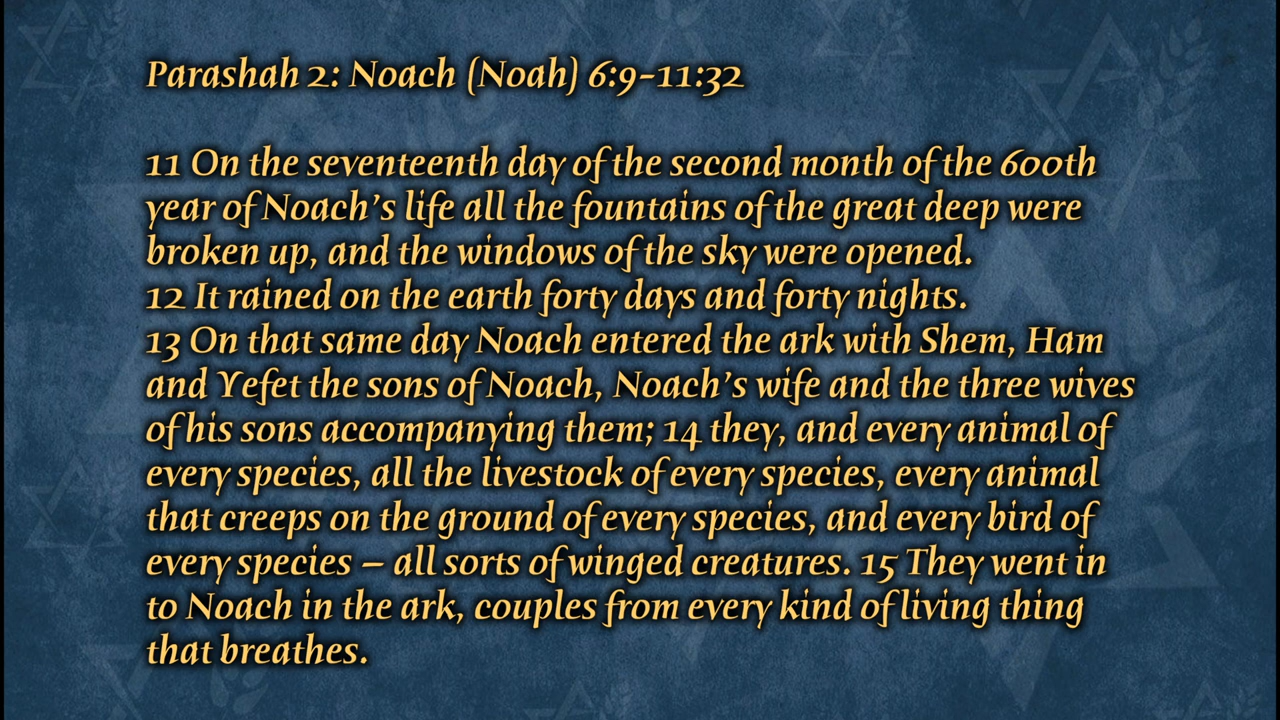 Parashah 2: Noach (Noah) 6:9-11:32
11 On the seventeenth day of the second month of the 600th
year of Noach's life all the fountains of the great deep were
broken up, and the windows of the sky were opened.
12 It rained on the earth forty days and forty nights.
13 On that same day Noach entered the ark with Shem, Ham
and Yefet the sons of Noach, Noach's wife and the three wives
of his sons accompanying them; 14 they, and every animal of
every species, all the livestock of every species, every animal
that creeps on the ground of every species, and every bird of
every species – all sorts of winged creatures. 15 They went in
to Noach in the ark, couples from every kind of living thing
that breathes.